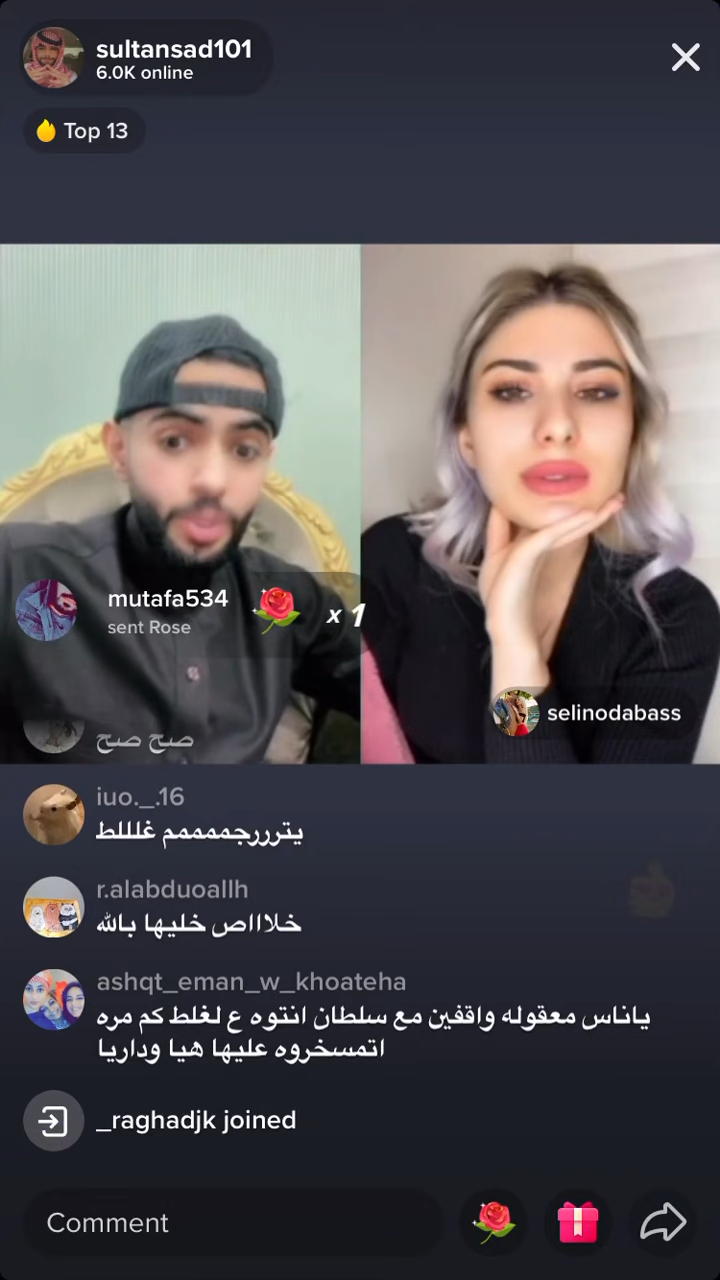 sultansad101
6.0K online
Top 13
mutafa534
sent Rose
x 1
selinodabass
صح صح
iuo._.16
يترررجمممممم غلللط
r.alabduoallh
خلاااص خليها بالله
ashqt_eman_w_khoateha
ياناس معقوله واقفين مع سلطان انتوه ع لغلط كم مره
اتمسخروه عليها هيا وداريا
_raghadjk joined
Comment